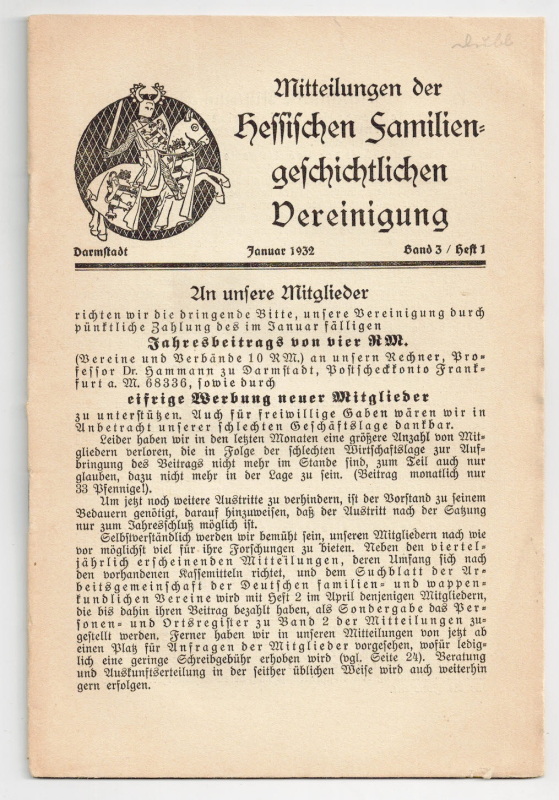 Mitteilungen der
Hessischen Familien-
geschichtlichen
Vereinigung
Darmstadt Januar 1932 Band 3 / Heft 1
An unsere Mitglieder
richten wir die dringende Bitte, unsere Vereinigung durch
pünktliche Zahlung des im Januar fälligen
Jahresbeitrags von vier RM.
(Vereine und Verbände 10 RM.) an unsern Rechner, Pro-
fessor Dr. Hammann zu Darmstadt, Postscheckkonto Frank-
furt a. M. 68336, sowie durch
eifrige Werbung neuer Mitglieder
zu unterstützen. Auch für freiwillige Gaben wären wir in
Anbetracht unserer schlechten Geschäftslage dankbar.
Leider haben wir in den letzten Monaten eine größere Anzahl von Mit-
gliedern verloren, die in Folge der schlechten Wirtschaftslage zur Auf-
bringung des Beitrags nicht mehr im Stande sind, zum Teil auch nur
glauben, dazu nicht mehr in der Lage zu sein. (Beitrag monatlich nur
33 Pfennige!).
Um jetzt noch weitere Austritte zu verhindern, ist der Vorstand zu seinem
Bedauern genötigt, darauf hinzuweisen, daß der Austritt nach der Satzung
nur zum Jahresschluß möglich ist.
Selbstverständlich werden wir bemüht sein, unseren Mitgliedern nach wie
vor möglichst viel für ihre Forschungen zu bieten. Neben den viertel-
jährlich erscheinenden Mitteilungen, deren Umfang sich nach
den vorhandenen Kassemitteln richtet, und dem Suchblatt der Ar-
beitsgemeinschaft der Deutschen familien- und wappen-
kundlichen Vereine wird mit Heft 2 im April denjenigen Mitgliedern,
die bis dahin ihren Beitrag bezahlt haben, als Sondergabe das Per-
sonen- und Ortsregister zu Band 2 der Mitteilungen zu-
gestellt werden. Ferner haben wir in unseren Mitteilungen von jetzt ab
einen Platz für Anfragen der Mitglieder vorgesehen, wofür ledig-
lich eine geringe Schreibgebühr erhoben wird (vgl. Seite 24). Beratung
und Auskunftserteilung in der seither üblichen Weise wird auch weiterhin
gern erfolgen.